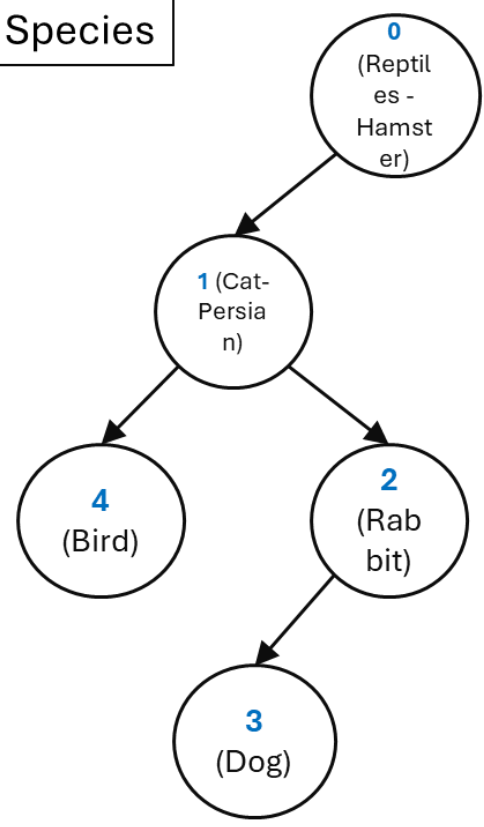 Species
0
(Reptil
es -
Hamst
er)
1 (Cat-
Persia
n)
4
(Bird)
2
(Rab
bit)
3
(Dog)